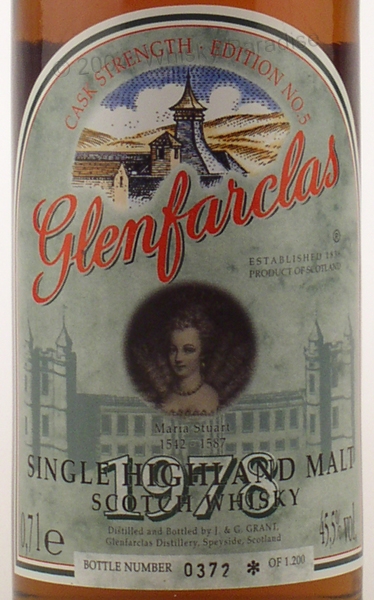 CASK STRENGTH · EDITION NO.5
Glenfarclas
®
ESTABLISHED 1836
PRODUCT OF SCOTLAND
Maria Stuart
1542 - 1587
1978
SINGLE HIGHLAND MALT
SCOTCH WHISKY
0,7 l e
45,5% vol.
Distilled and Bottled by J. & G. GRANT,
Glenfarclas Distillery, Speyside, Scotland
BOTTLE NUMBER 0372 * OF 1.200